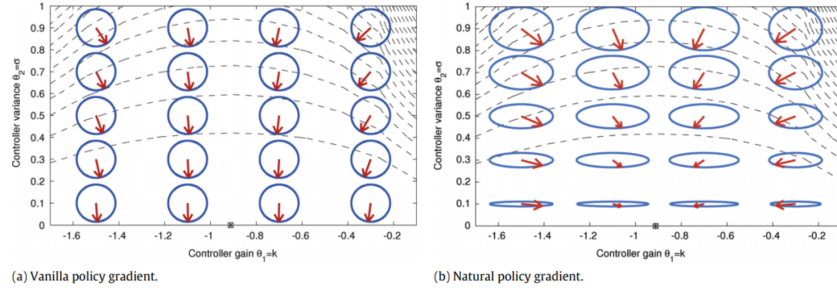 1
0.9
0.8
0.7
0.6
0.5
0.4
0.3
0.2
0.1
0
Controller variance θ2=σ
-1.6 -1.4 -1.2 -1 -0.8 -0.6 -0.4 -0.2
Controller gain θ1=k
(a) Vanilla policy gradient.
1
0.9
0.8
0.7
0.6
0.5
0.4
0.3
0.2
0.1
0
Controller variance θ2=σ
-1.6 -1.4 -1.2 -1 -0.8 -0.6 -0.4 -0.2
Controller gain θ1=k
(b) Natural policy gradient.